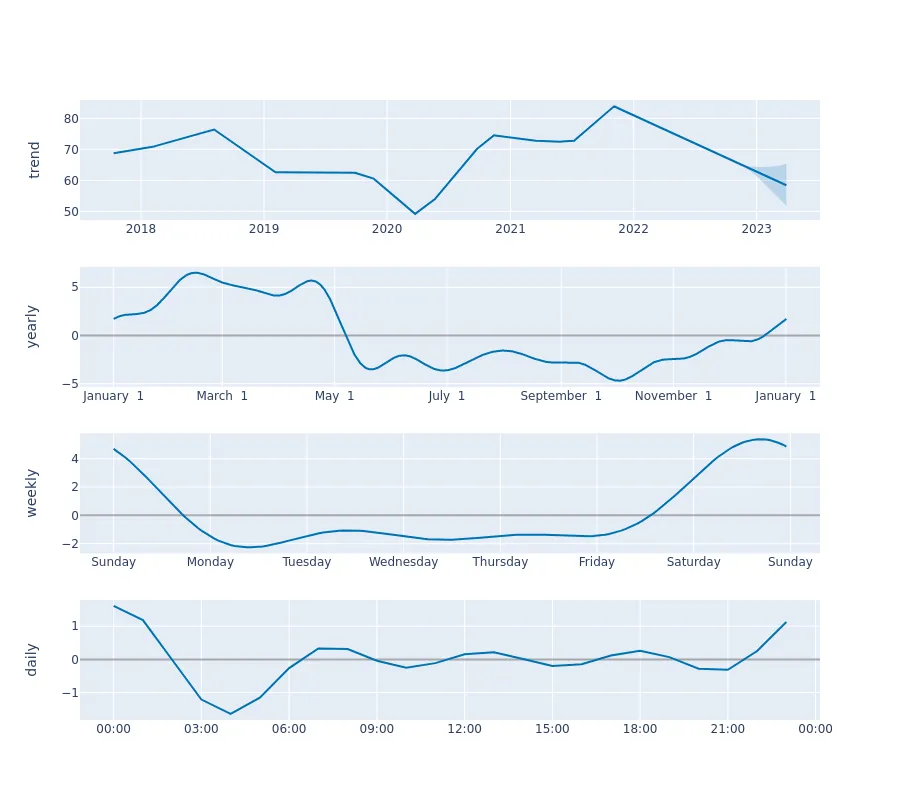 trend
80
70
60
50
2018 2019 2020 2021 2022 2023
yearly
5
0
−5
January 1 March 1 May 1 July 1 September 1 November 1 January 1
weekly
4
2
0
−2
Sunday Monday Tuesday Wednesday Thursday Friday Saturday Sunday
daily
1
0
−1
00:00 03:00 06:00 09:00 12:00 15:00 18:00 21:00 00:00